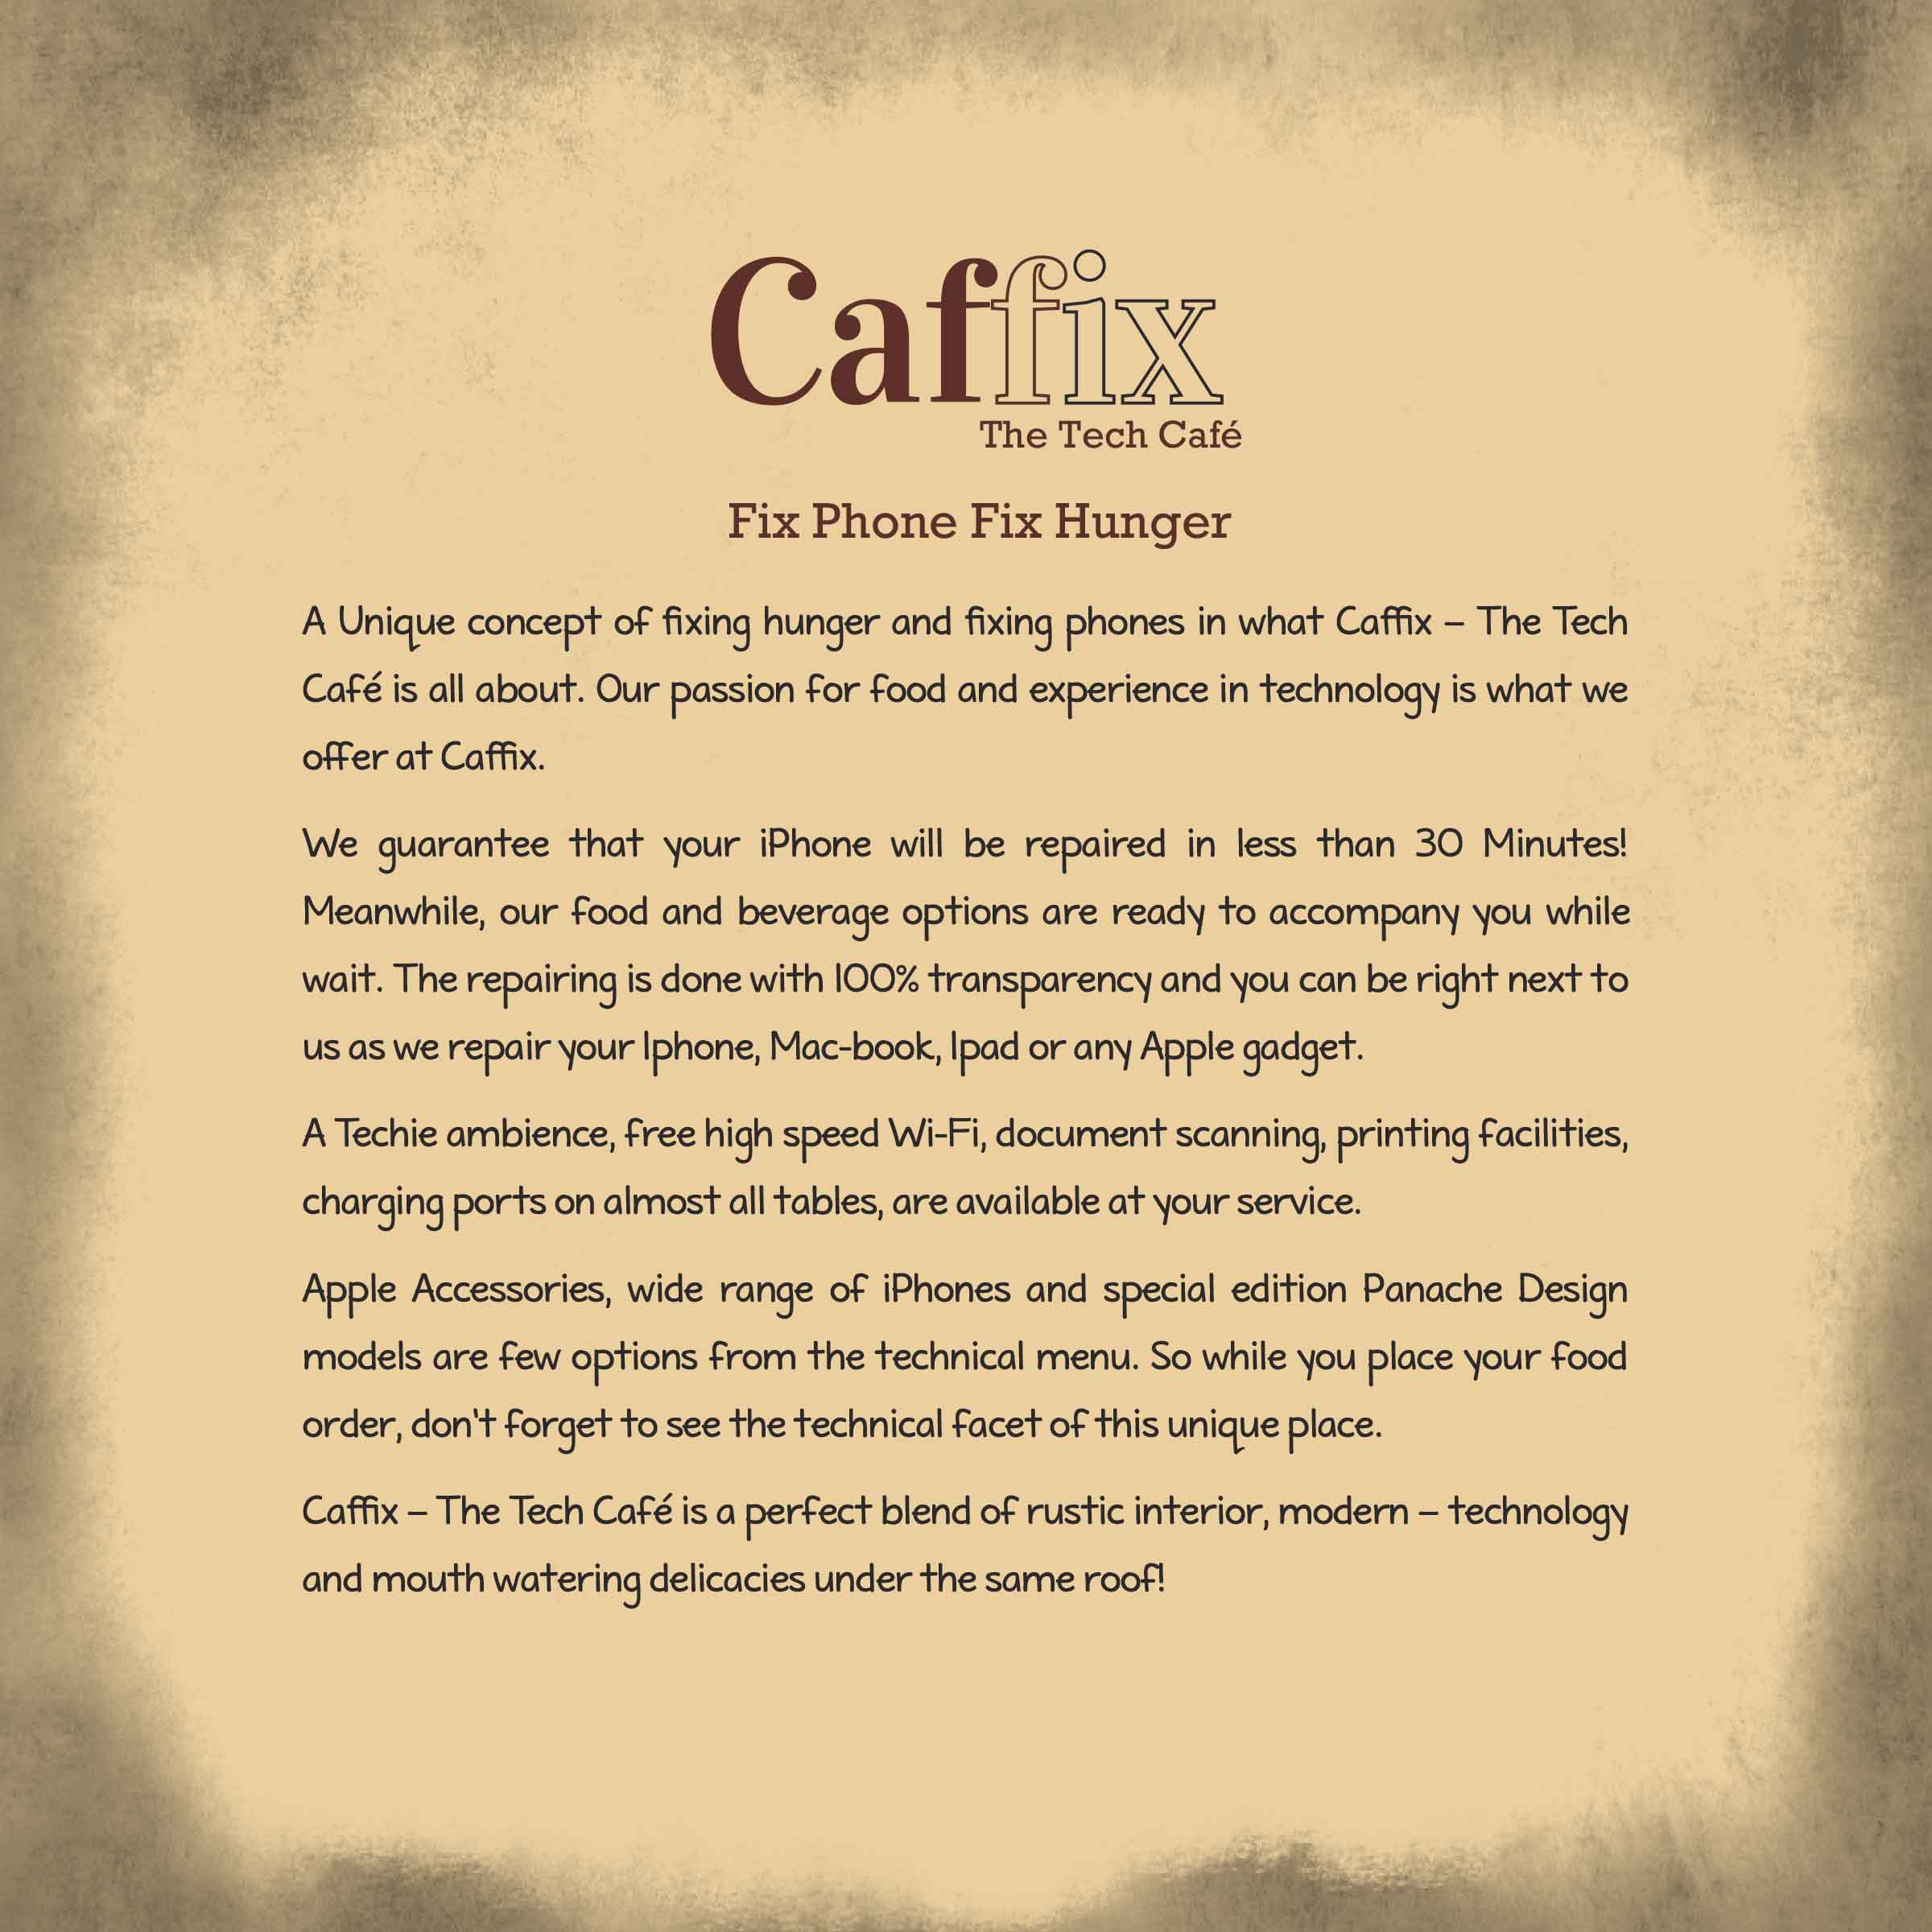 Caffix
The Tech Café
Fix Phone Fix Hunger
A Unique concept of fixing hunger and fixing phones in what Caffix – The Tech
Café is all about. Our passion for food and experience in technology is what we
offer at Caffix.
We guarantee that your iPhone will be repaired in less than 30 Minutes!
Meanwhile, our food and beverage options are ready to accompany you while
wait. The repairing is done with 100% transparency and you can be right next to
us as we repair your Iphone, Mac-book, Ipad or any Apple gadget.
A Techie ambience, free high speed Wi-Fi, document scanning, printing facilities,
charging ports on almost all tables, are available at your service.
Apple Accessories, wide range of iPhones and special edition Panache Design
models are few options from the technical menu. So while you place your food
order, don't forget to see the technical facet of this unique place.
Caffix – The Tech Café is a perfect blend of rustic interior, modern – technology
and mouth watering delicacies under the same roof!